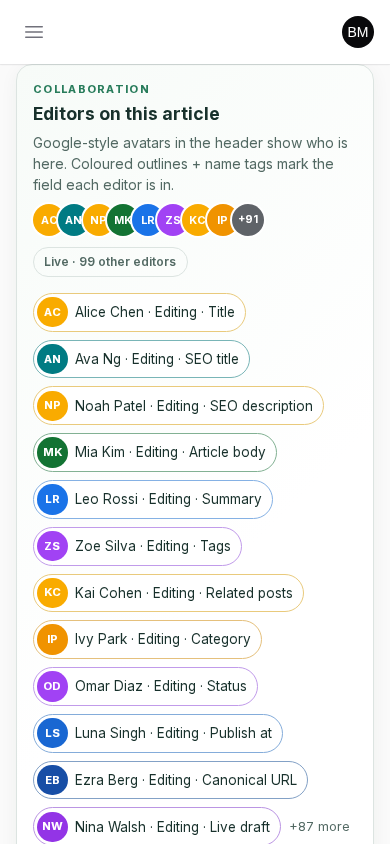 BM
COLLABORATION
Editors on this article
Google-style avatars in the header show who is
here. Coloured outlines + name tags mark the
field each editor is in.
AC AN NP MK LR ZS KC IP +91
Live · 99 other editors
AC Alice Chen · Editing · Title
AN Ava Ng · Editing · SEO title
NP Noah Patel · Editing · SEO description
MK Mia Kim · Editing · Article body
LR Leo Rossi · Editing · Summary
ZS Zoe Silva · Editing · Tags
KC Kai Cohen · Editing · Related posts
IP Ivy Park · Editing · Category
OD Omar Diaz · Editing · Status
LS Luna Singh · Editing · Publish at
EB Ezra Berg · Editing · Canonical URL
NW Nina Walsh · Editing · Live draft +87 more